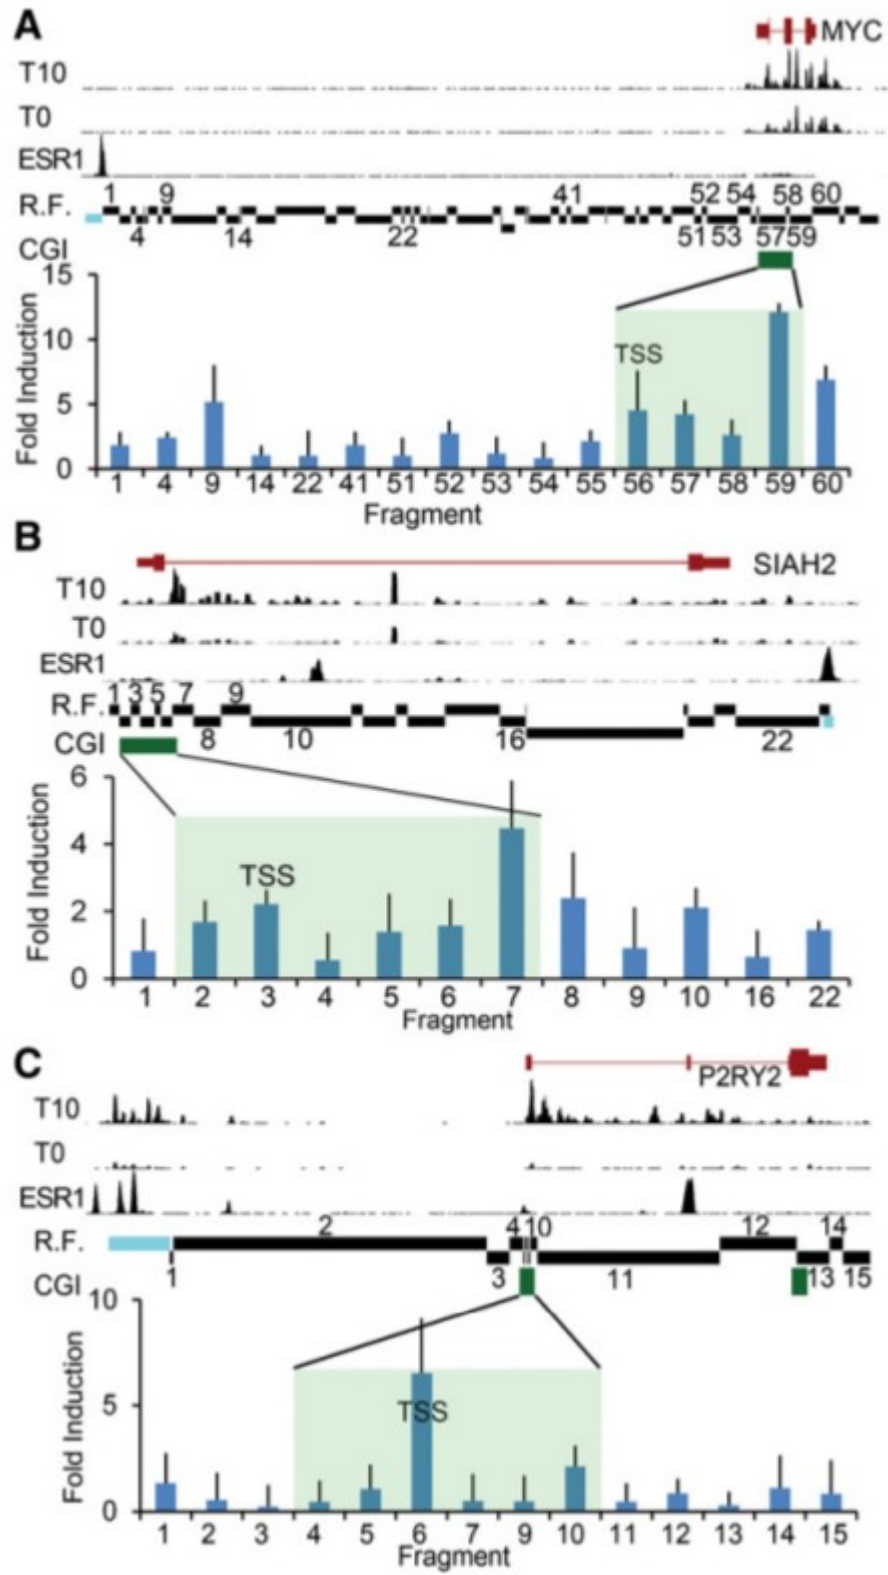 A
MYC
T10
T0
ESR1
1 9 41 52 54 58 60
R.F.
4 14 22 51 53 57 59
CGI
15
10
5
0
Fold Induction
TSS
1 4 9 14 22 41 51 52 53 54 55 56 57 58 59 60
Fragment
B
SIAH2
T10
T0
ESR1
1 3 5 7 9
R.F.
8 10 16 22
CGI
6
4
2
0
Fold Induction
TSS
1 2 3 4 5 6 7 8 9 10 16 22
Fragment
C
P2RY2
T10
T0
ESR1
2 4 10 12 14
R.F.
1 3 11 13 15
CGI
10
5
0
Fold Induction
TSS
1 2 3 4 5 6 7 9 10 11 12 13 14 15
Fragment